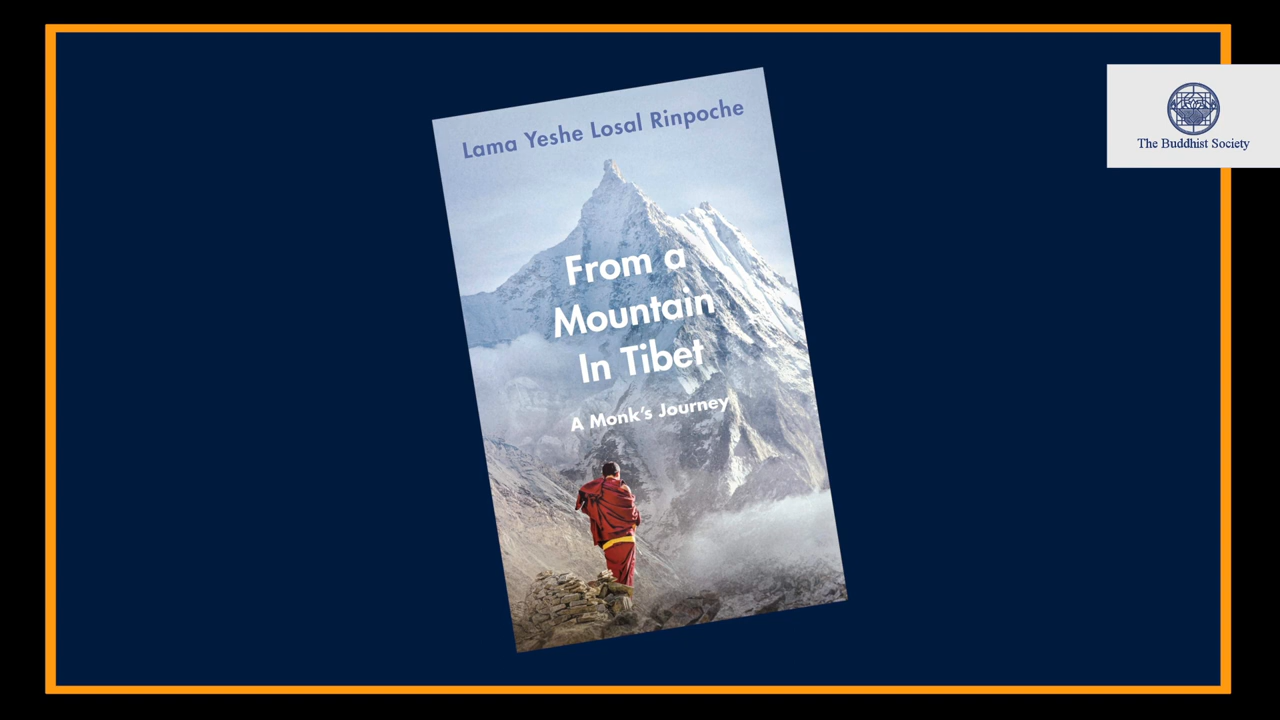 Lama Yeshe Losal Rinpoche
The Buddhist Society
From a
Mountain
In Tibet
A Monk's Journey